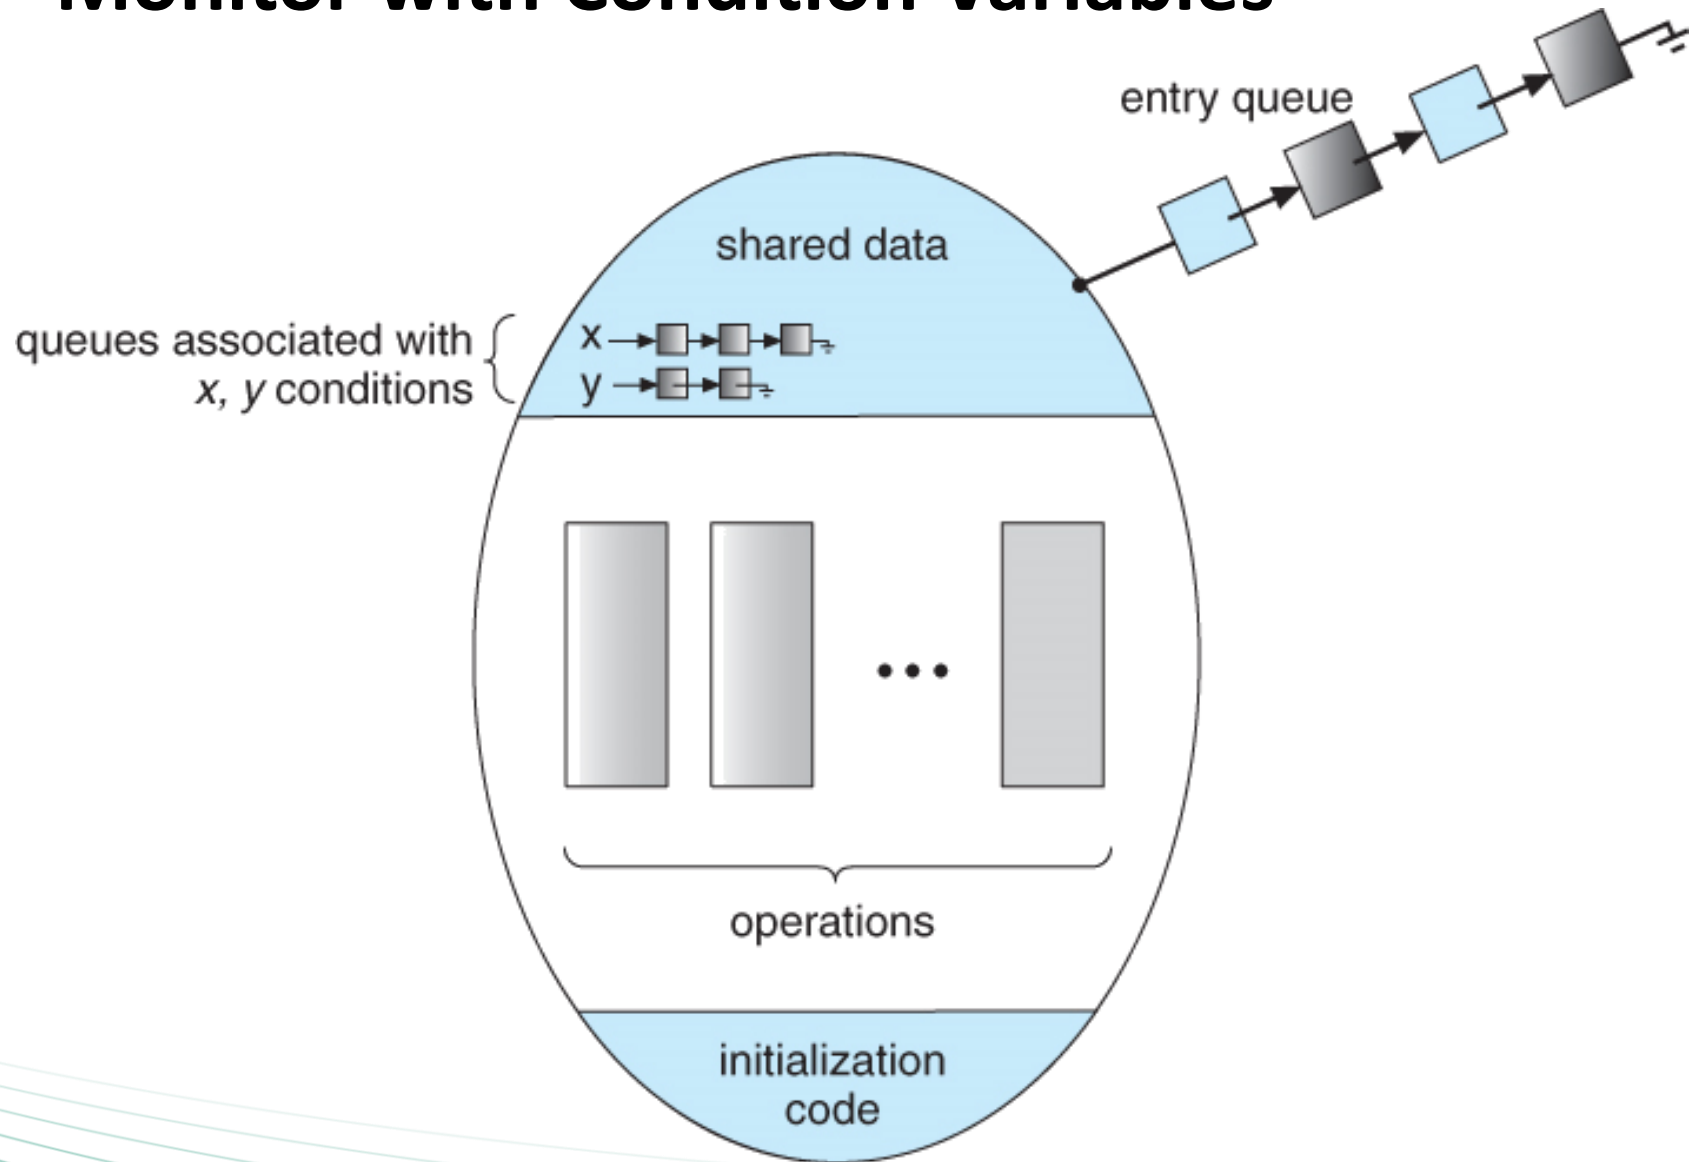 Monitor with Condition Variables
entry queue
shared data
queues associated with
x, y conditions
x
y
operations
initialization
code